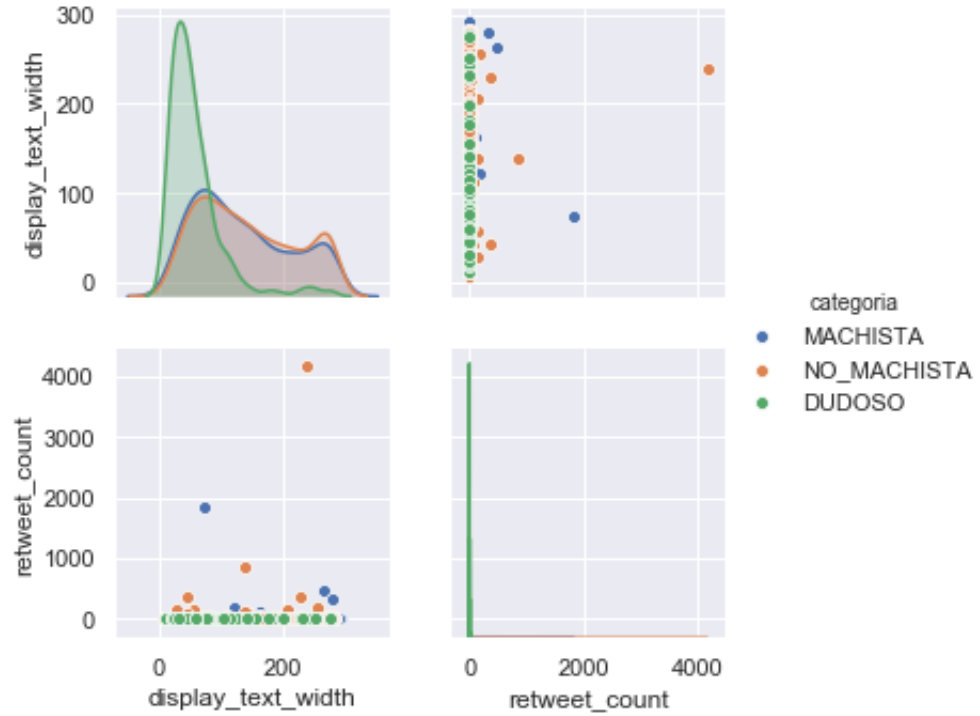 300
200
100
0
display_text_width
categoria
MACHISTA
NO_MACHISTA
DUDOSO
4000
3000
2000
1000
0
retweet_count
0
200
0
2000
4000
display_text_width
retweet_count